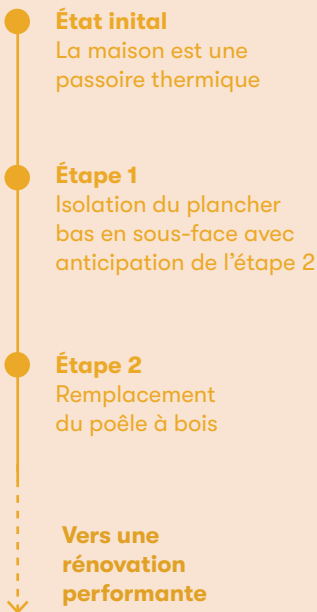 État inital
La maison est une
passoire thermique
Étape 1
Isolation du plancher
bas en sous-face avec
anticipation de l'étape 2
Étape 2
Remplacement
du poêle à bois
Vers une
rénovation
performante